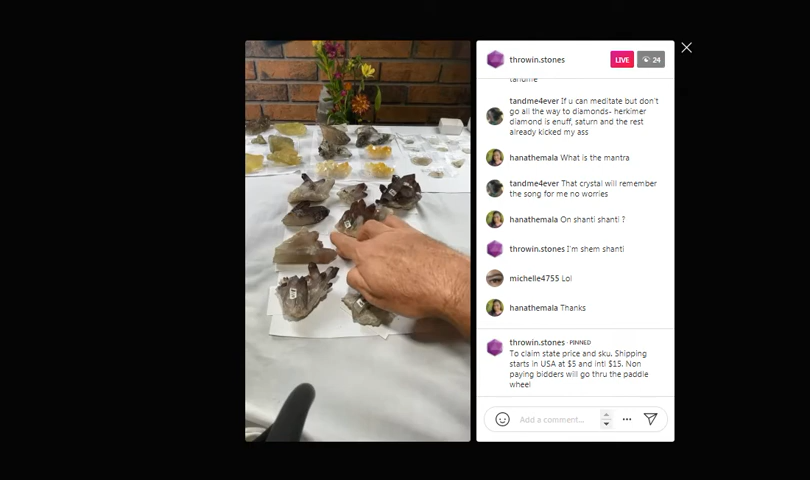 throwin.stones
LIVE
24
tandme
tandme4ever If u can meditate but don't
go all the way to diamonds- herkimer
diamond is enuff, saturn and the rest
already kicked my ass
hanathemala What is the mantra
tandme4ever That crystal will remember
the song for me no worries
hanathemala On shanti shanti ?
throwin.stones I'm shem shanti
michelle4755 Lol
hanathemala Thanks
throwin.stones · PINNED
To claim state price and sku. Shipping
starts in USA at $5 and intl $15. Non
paying bidders will go thru the paddle
wheel
Add a comment...